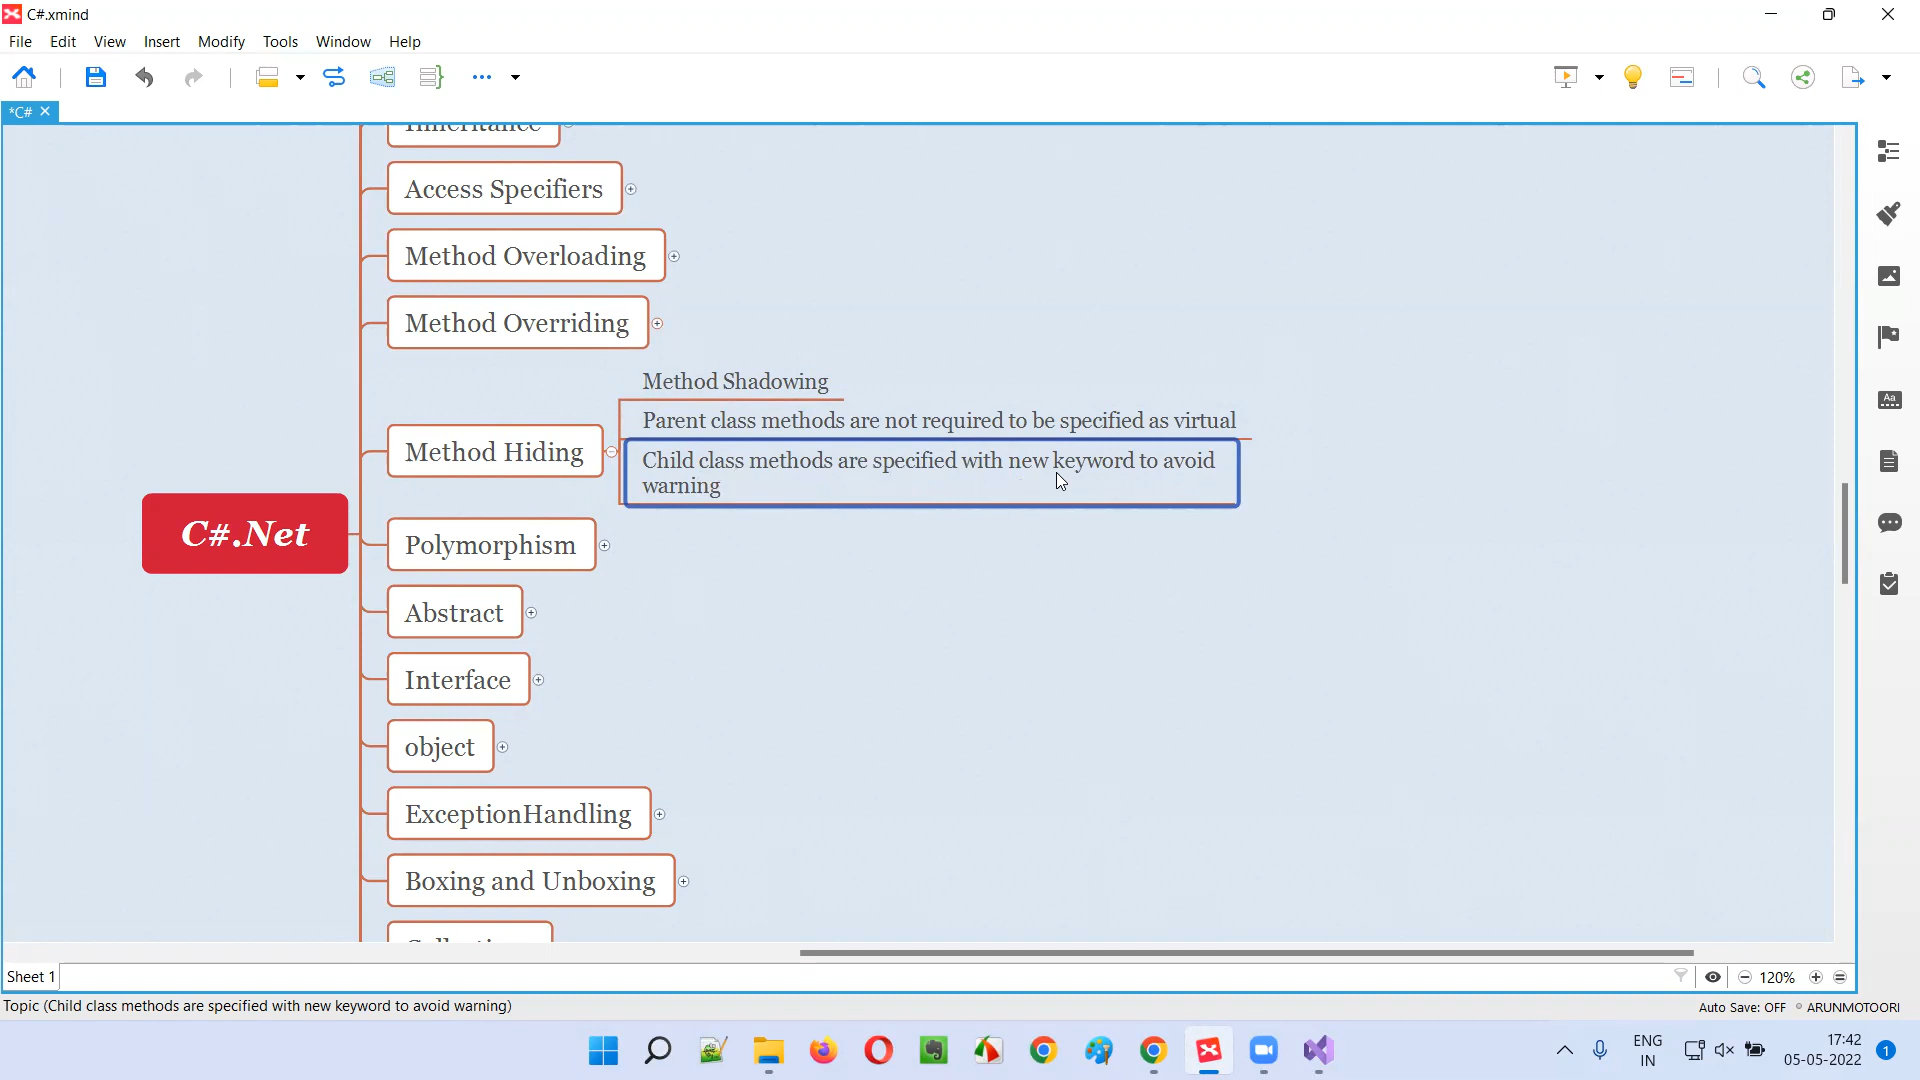 C#.xmind
File Edit View Insert Modify Tools Window Help
*C#
Inheritance
Access Specifiers
Method Overloading
Method Overriding
Method Shadowing
Parent class methods are not required to be specified as virtual
Method Hiding
Child class methods are specified with new keyword to avoid
warning
C#.Net
Polymorphism
Abstract
Interface
object
ExceptionHandling
Boxing and Unboxing
Sheet 1
120%
Topic (Child class methods are specified with new keyword to avoid warning)
Auto Save: OFF
ARUNMOTOORI
ENG
IN
17:42
05-05-2022
1
Aa